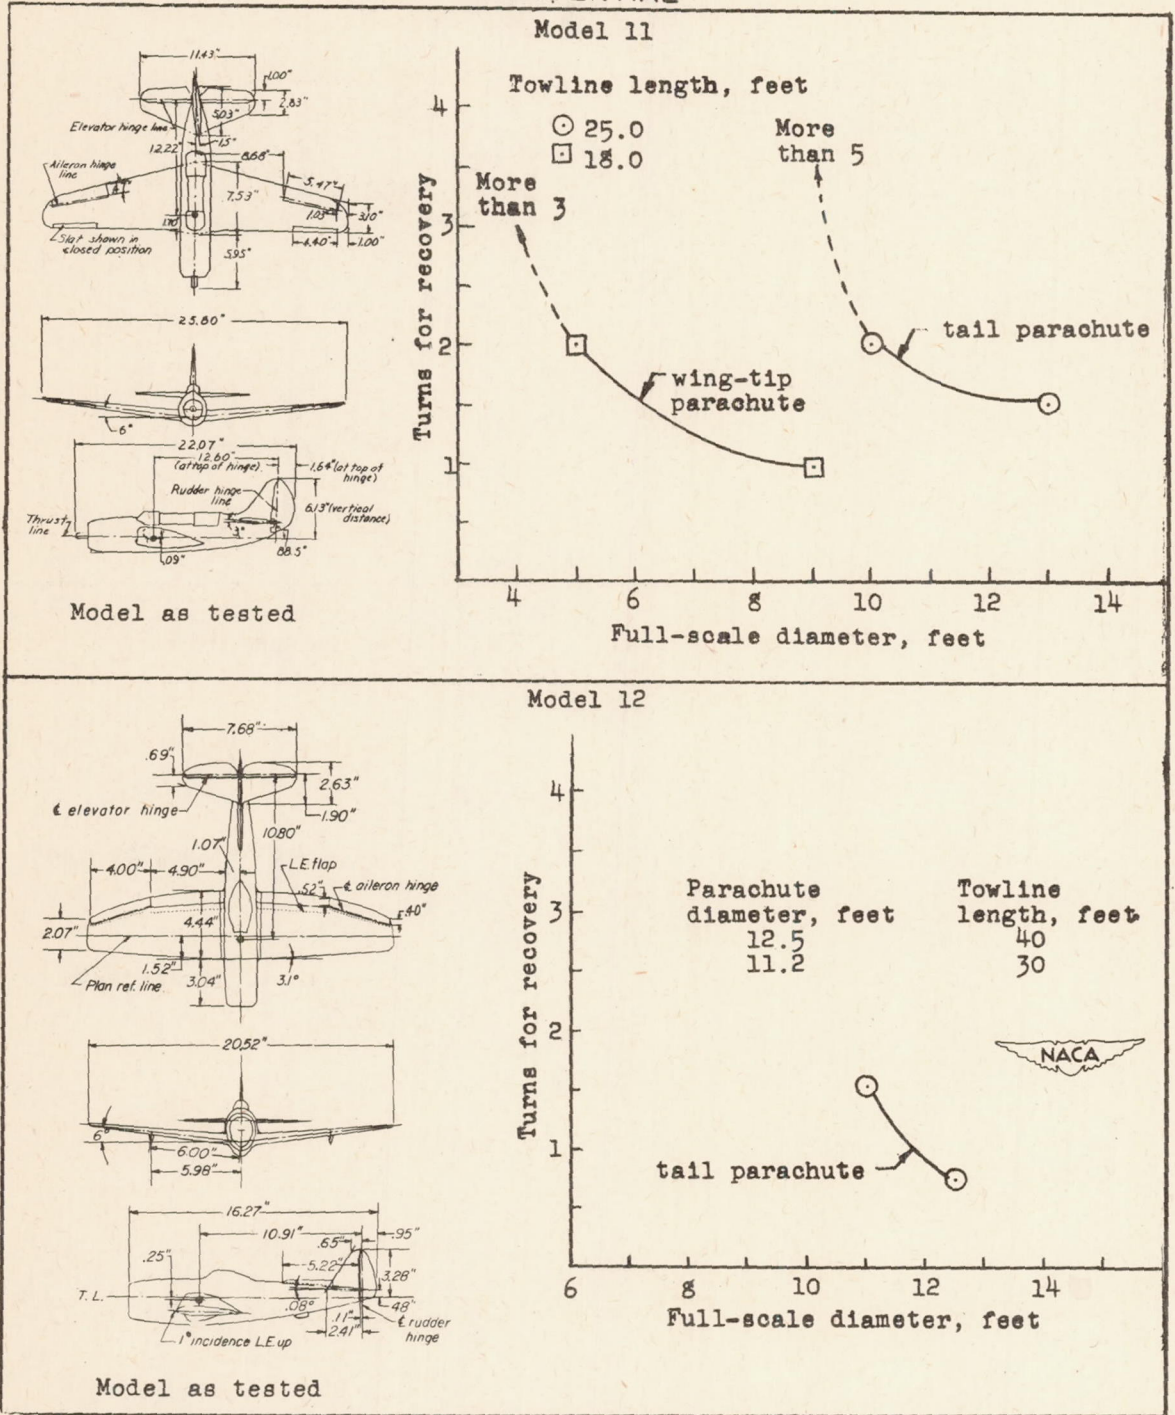 Model 11
11.43"
1.00"
2.83"
5.03"
Elevator hinge line
1.5"
12.22"
8.68"
Aileron hinge
line
5.47"
7.53"
1.03"
3.10"
Slat shown in
closed position
4.40"
1.00"
5.95"
25.80"
6°
22.07"
12.60"
(at top of hinge)
1.64" (at top of
hinge)
Rudder hinge
line
6.13" (vertical
distance)
Thrust
line
3°
88.5°
.09"
Model as tested
Towline length, feet
25.0
18.0
More
than 5
More
than 3
4
3
2
1
Turns for recovery
tail parachute
wing-tip
parachute
4 6 8 10 12 14
Full-scale diameter, feet
Model 12
7.68"
.69"
2.63"
℄ elevator hinge
1.90"
10.80"
1.07"
4.00"
4.90"
L.E. flap
.52"
℄ aileron hinge
.40"
2.07"
4.44"
1.52"
3.04"
3.1°
Plan ref. line
20.52"
6°
6.00"
5.98"
16.27"
10.91"
.95"
.65"
.25"
5.22"
3.28"
T. L.
.08°
.48"
.11"
2.41"
℄ rudder
hinge
1° incidence L.E. up
Model as tested
4
3
2
1
Turns for recovery
Parachute
diameter, feet
Towline
length, feet
12.5 40
11.2 30
NACA
tail parachute
6 8 10 12 14
Full-scale diameter, feet